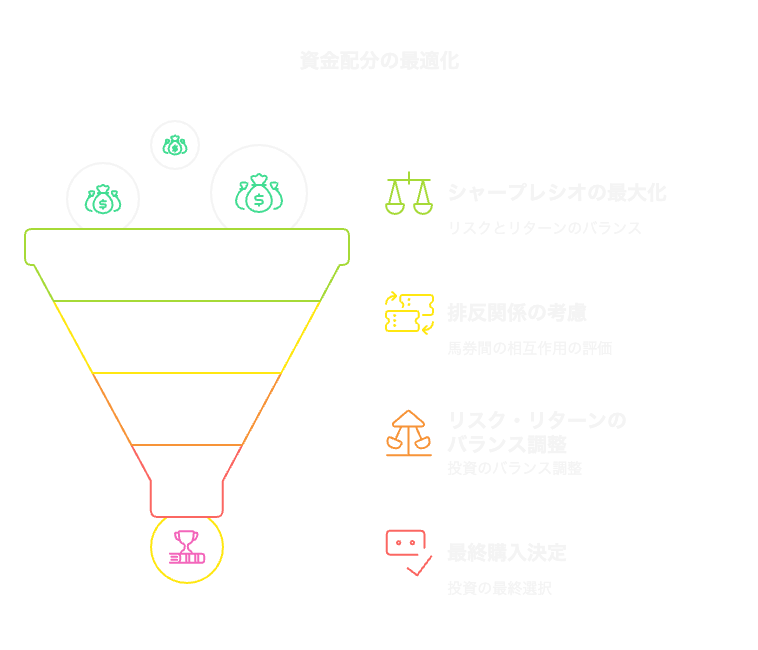 資金配分の最適化
シャープレシオの最大化
リスクとリターンのバランス
排反関係の考慮
馬券間の相互作用の評価
リスク・リターンの
バランス調整
投資のバランス調整
最終購入決定
投資の最終選択